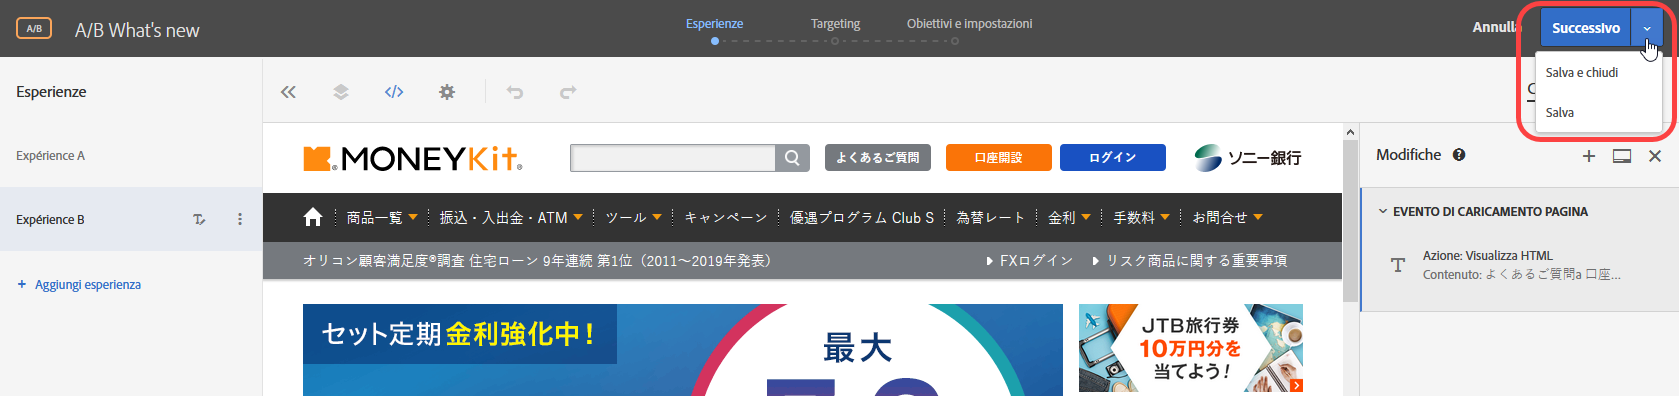 A/B
A/B What's new
Esperienze
Targeting
Obiettivi e impostazioni
Annulla
Successivo
Salva e chiudi
Salva
Esperienze
Expérience A
Expérience B
+ Aggiungi esperienza
MONEYKit
よくあるご質問
口座開設
ログイン
ソニー銀行
商品一覧
振込・入出金・ATM
ツール
キャンペーン
優遇プログラム Club S
為替レート
金利
手数料
お問合せ
オリコン顧客満足度®調査 住宅ローン 9年連続 第1位（2011～2019年発表）
FXログイン
リスク商品に関する重要事項
セット定期 金利強化中！
最大
JTB旅行券
10万円分を
当てよう！
Modifiche
EVENTO DI CARICAMENTO PAGINA
Azione: Visualizza HTML
Contenuto: よくあるご質問a 口座...